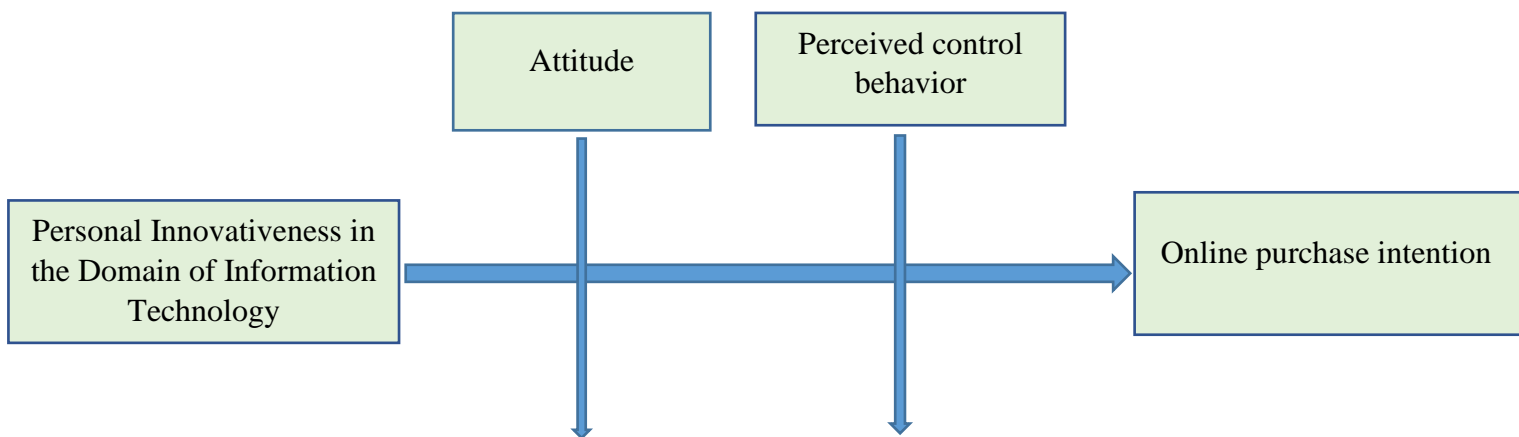 Attitude
Perceived control
behavior
Personal Innovativeness in
the Domain of Information
Technology
Online purchase intention